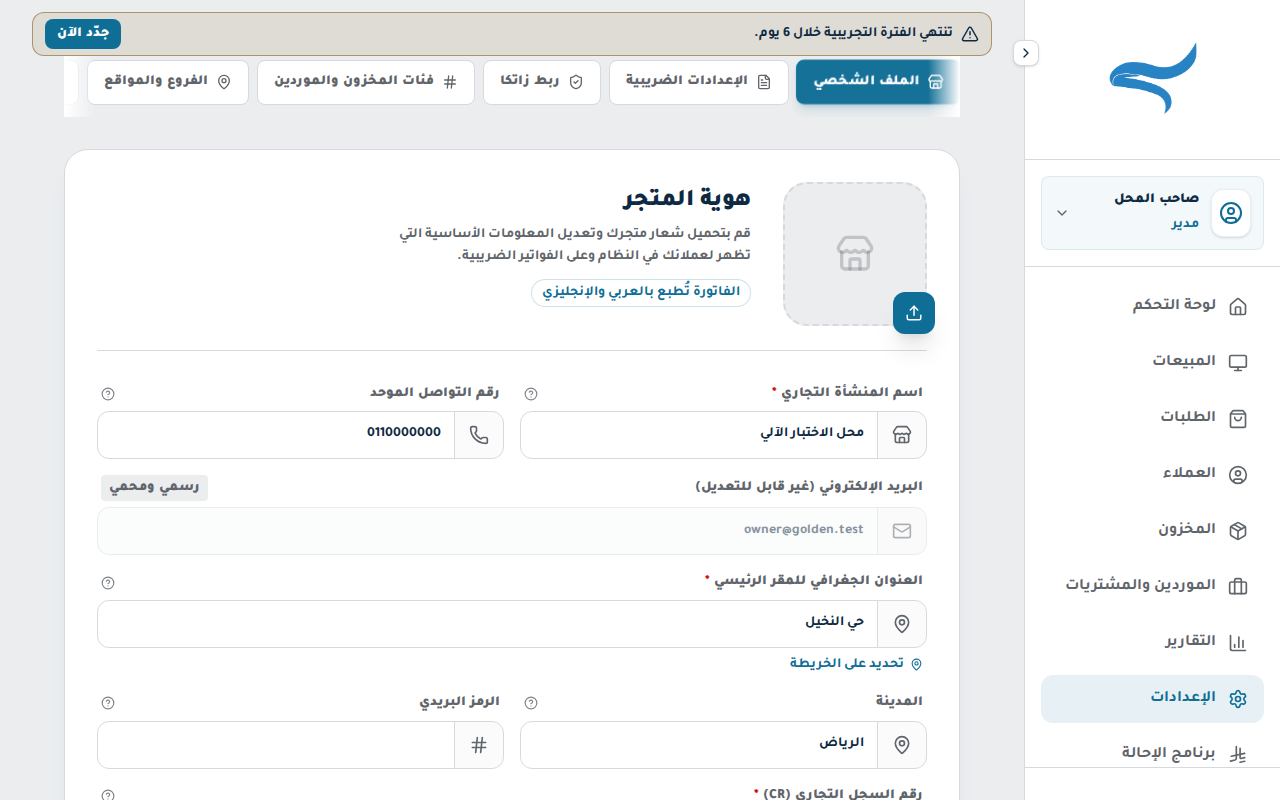 تنتهي الفترة التجريبية خلال 6 يوم.
جدّد الآن
الملف الشخصي
الإعدادات الضريبية
ربط زاتكا
فئات المخزون والموردين
الفروع والمواقع
صاحب المحل
مدير
لوحة التحكم
المبيعات
الطلبات
العملاء
المخزون
الموردين والمشتريات
التقارير
الإعدادات
برنامج الإحالة
هوية المتجر
قم بتحميل شعار متجرك وتعديل المعلومات الأساسية التي
تظهر لعملائك في النظام وعلى الفواتير الضريبية.
الفاتورة تُطبع بالعربي والإنجليزي
اسم المنشأة التجاري *
محل الاختبار الآلي
رقم التواصل الموحد
0110000000
البريد الإلكتروني (غير قابل للتعديل)
رسمي ومحمي
owner@golden.test
العنوان الجغرافي للمقر الرئيسي *
حي النخيل
تحديد على الخريطة
المدينة
الرياض
الرمز البريدي
رقم السجل التجاري (CR) *